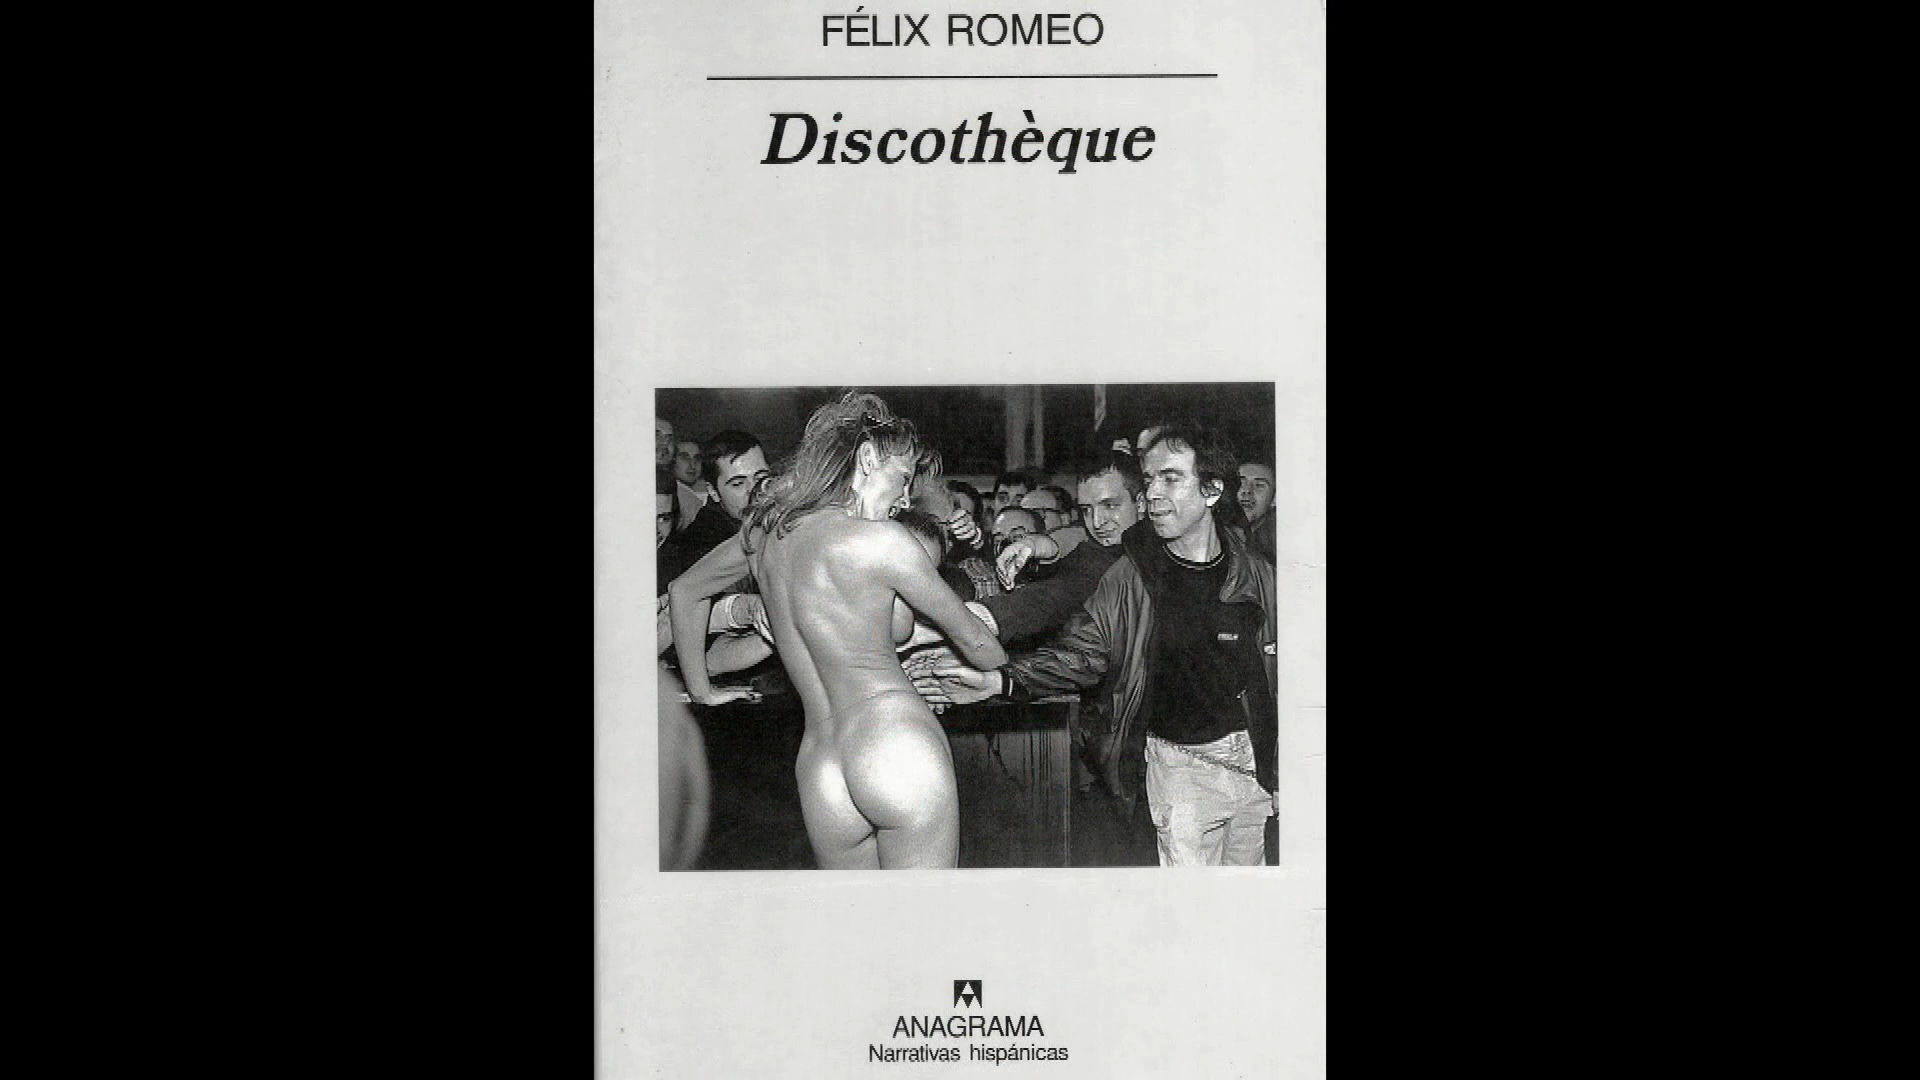 FÉLIX ROMEO
Discothèque
ANAGRAMA
Narrativas hispánicas